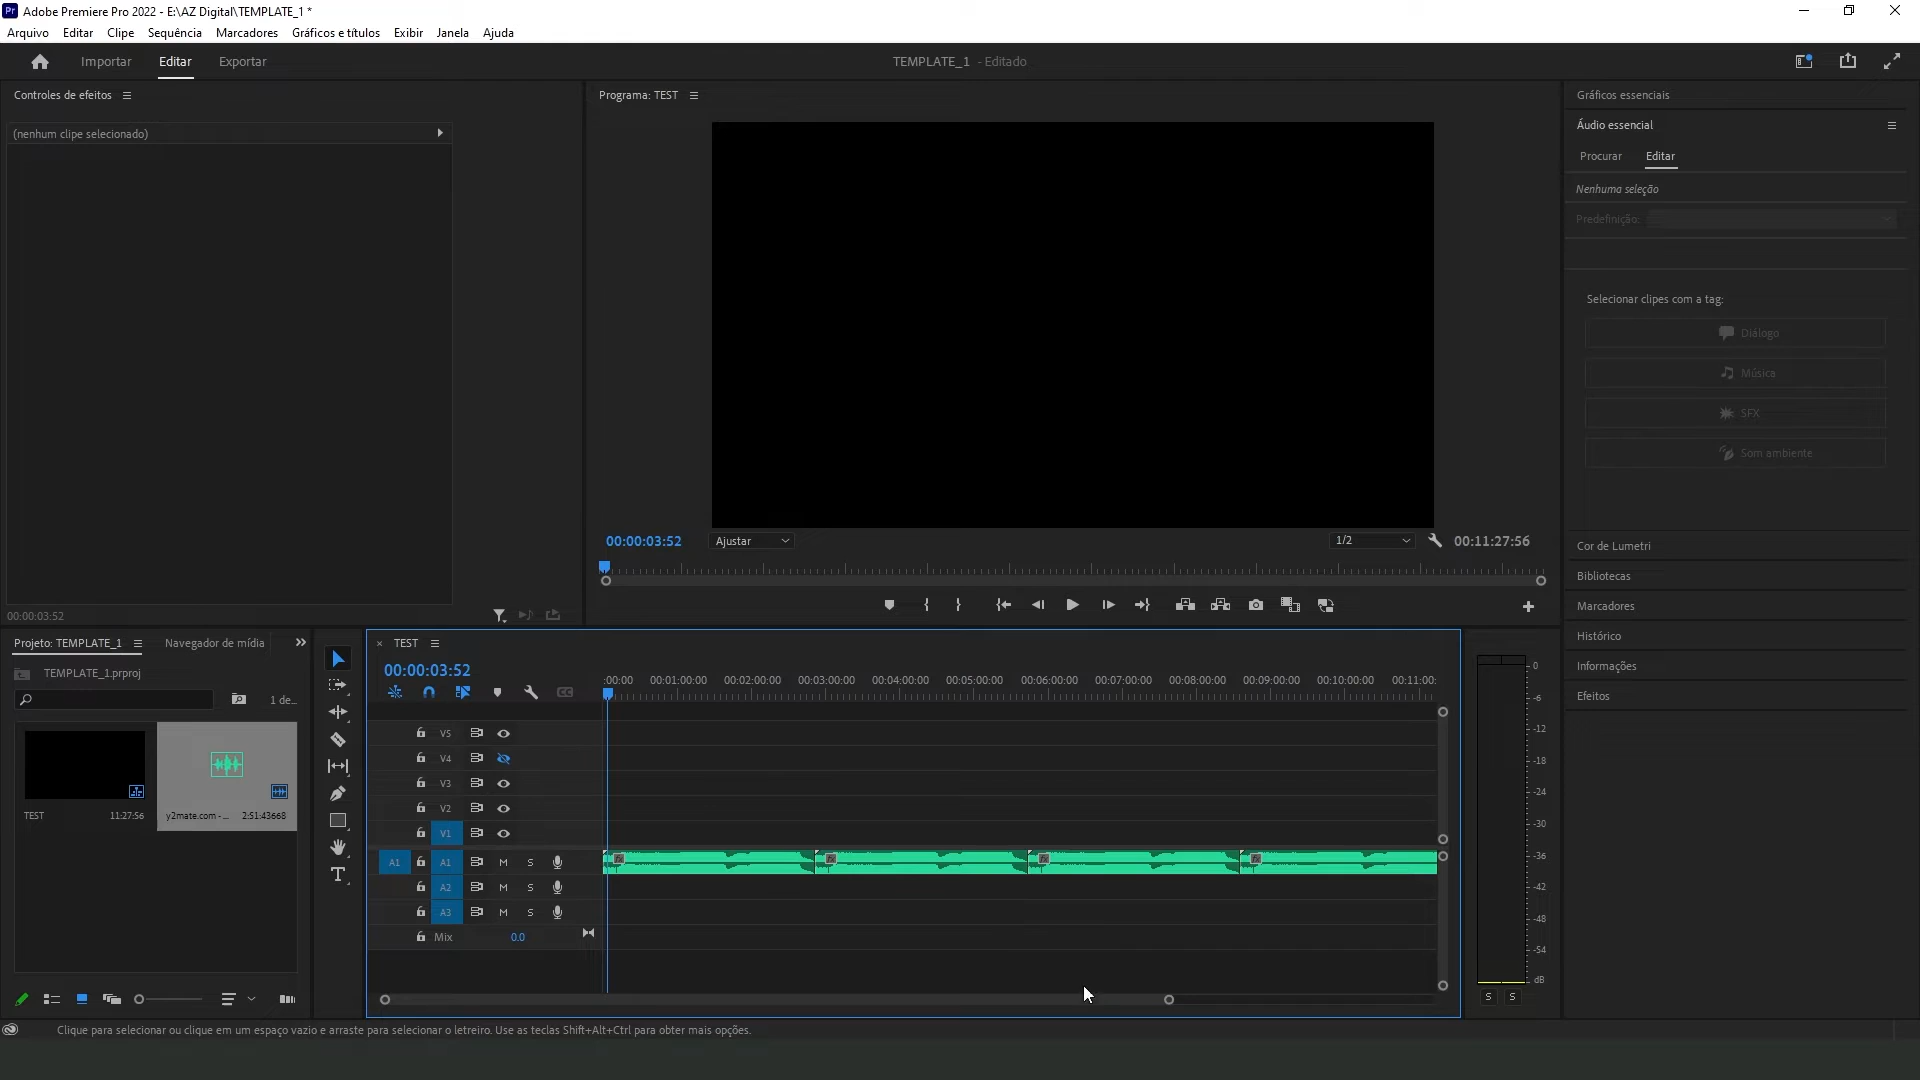 Adobe Premiere Pro 2022 - E:\AZ Digital\TEMPLATE_1 *
Arquivo Editar Clipe Sequência Marcadores Gráficos e títulos Exibir Janela Ajuda
Importar Editar Exportar
TEMPLATE_1 - Editado
Controles de efeitos
(nenhum clipe selecionado)
00:00:03:52
Programa: TEST
00:00:03:52 Ajustar 1/2 00:11:27:56
Gráficos essenciais
Áudio essencial
Procurar Editar
Nenhuma seleção
Predefinição:
Selecionar clipes com a tag:
Diálogo
Música
SFX
Som ambiente
Cor de Lumetri
Bibliotecas
Marcadores
Histórico
Informações
Efeitos
Projeto: TEMPLATE_1 Navegador de mídia
TEMPLATE_1.prproj
1 de...
TEST 11:27:56
y2mate.com - ... 2:51:43668
TEST
00:00:03:52
:00:00 00:01:00:00 00:02:00:00 00:03:00:00 00:04:00:00 00:05:00:00 00:06:00:00 00:07:00:00 00:08:00:00 00:09:00:00 00:10:00:00 00:11:00:
V5
V4
V3
V2
V1
A1 A1 M S
A2 M S
A3 M S
Mix 0.0
fx fx fx fx
0
-6
-12
-18
-24
-30
-36
-42
-48
-54
dB
S S
Clique para selecionar ou clique em um espaço vazio e arraste para selecionar o letreiro. Use as teclas Shift+Alt+Ctrl para obter mais opções.